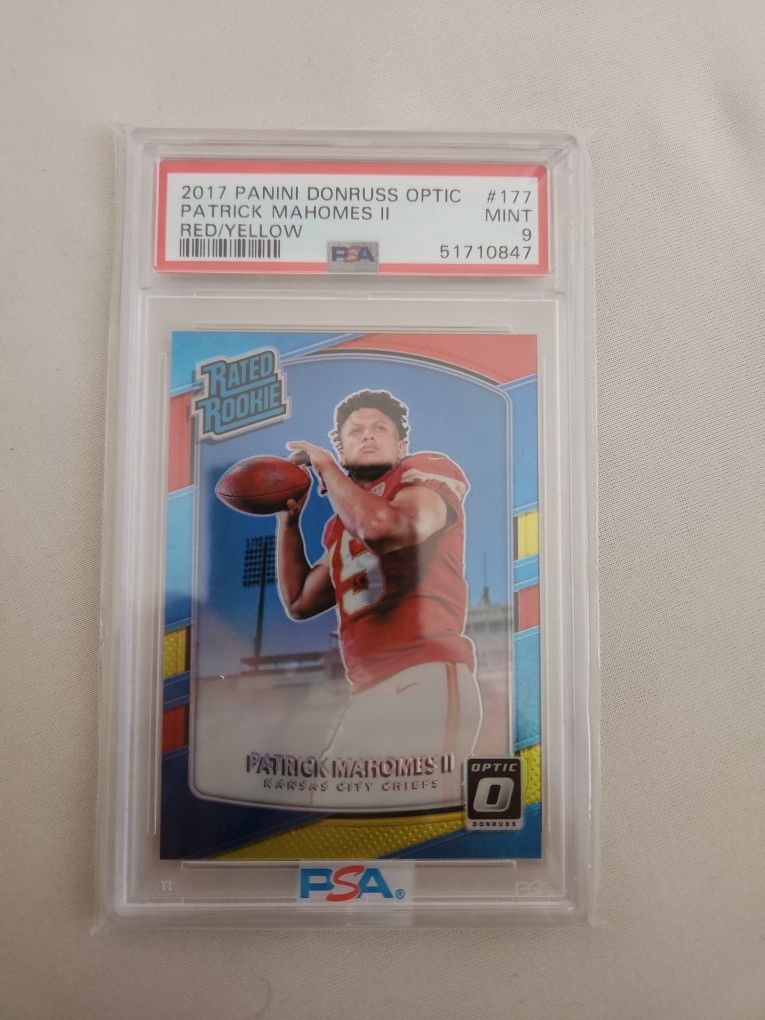 2017 PANINI DONRUSS OPTIC #177
PATRICK MAHOMES II MINT
RED/YELLOW 9
PSA 51710847
RATED
ROOKIE
5
PATRICK MAHOMES II
KANSAS CITY CHIEFS
OPTIC
O
DONRUSS
PSA®